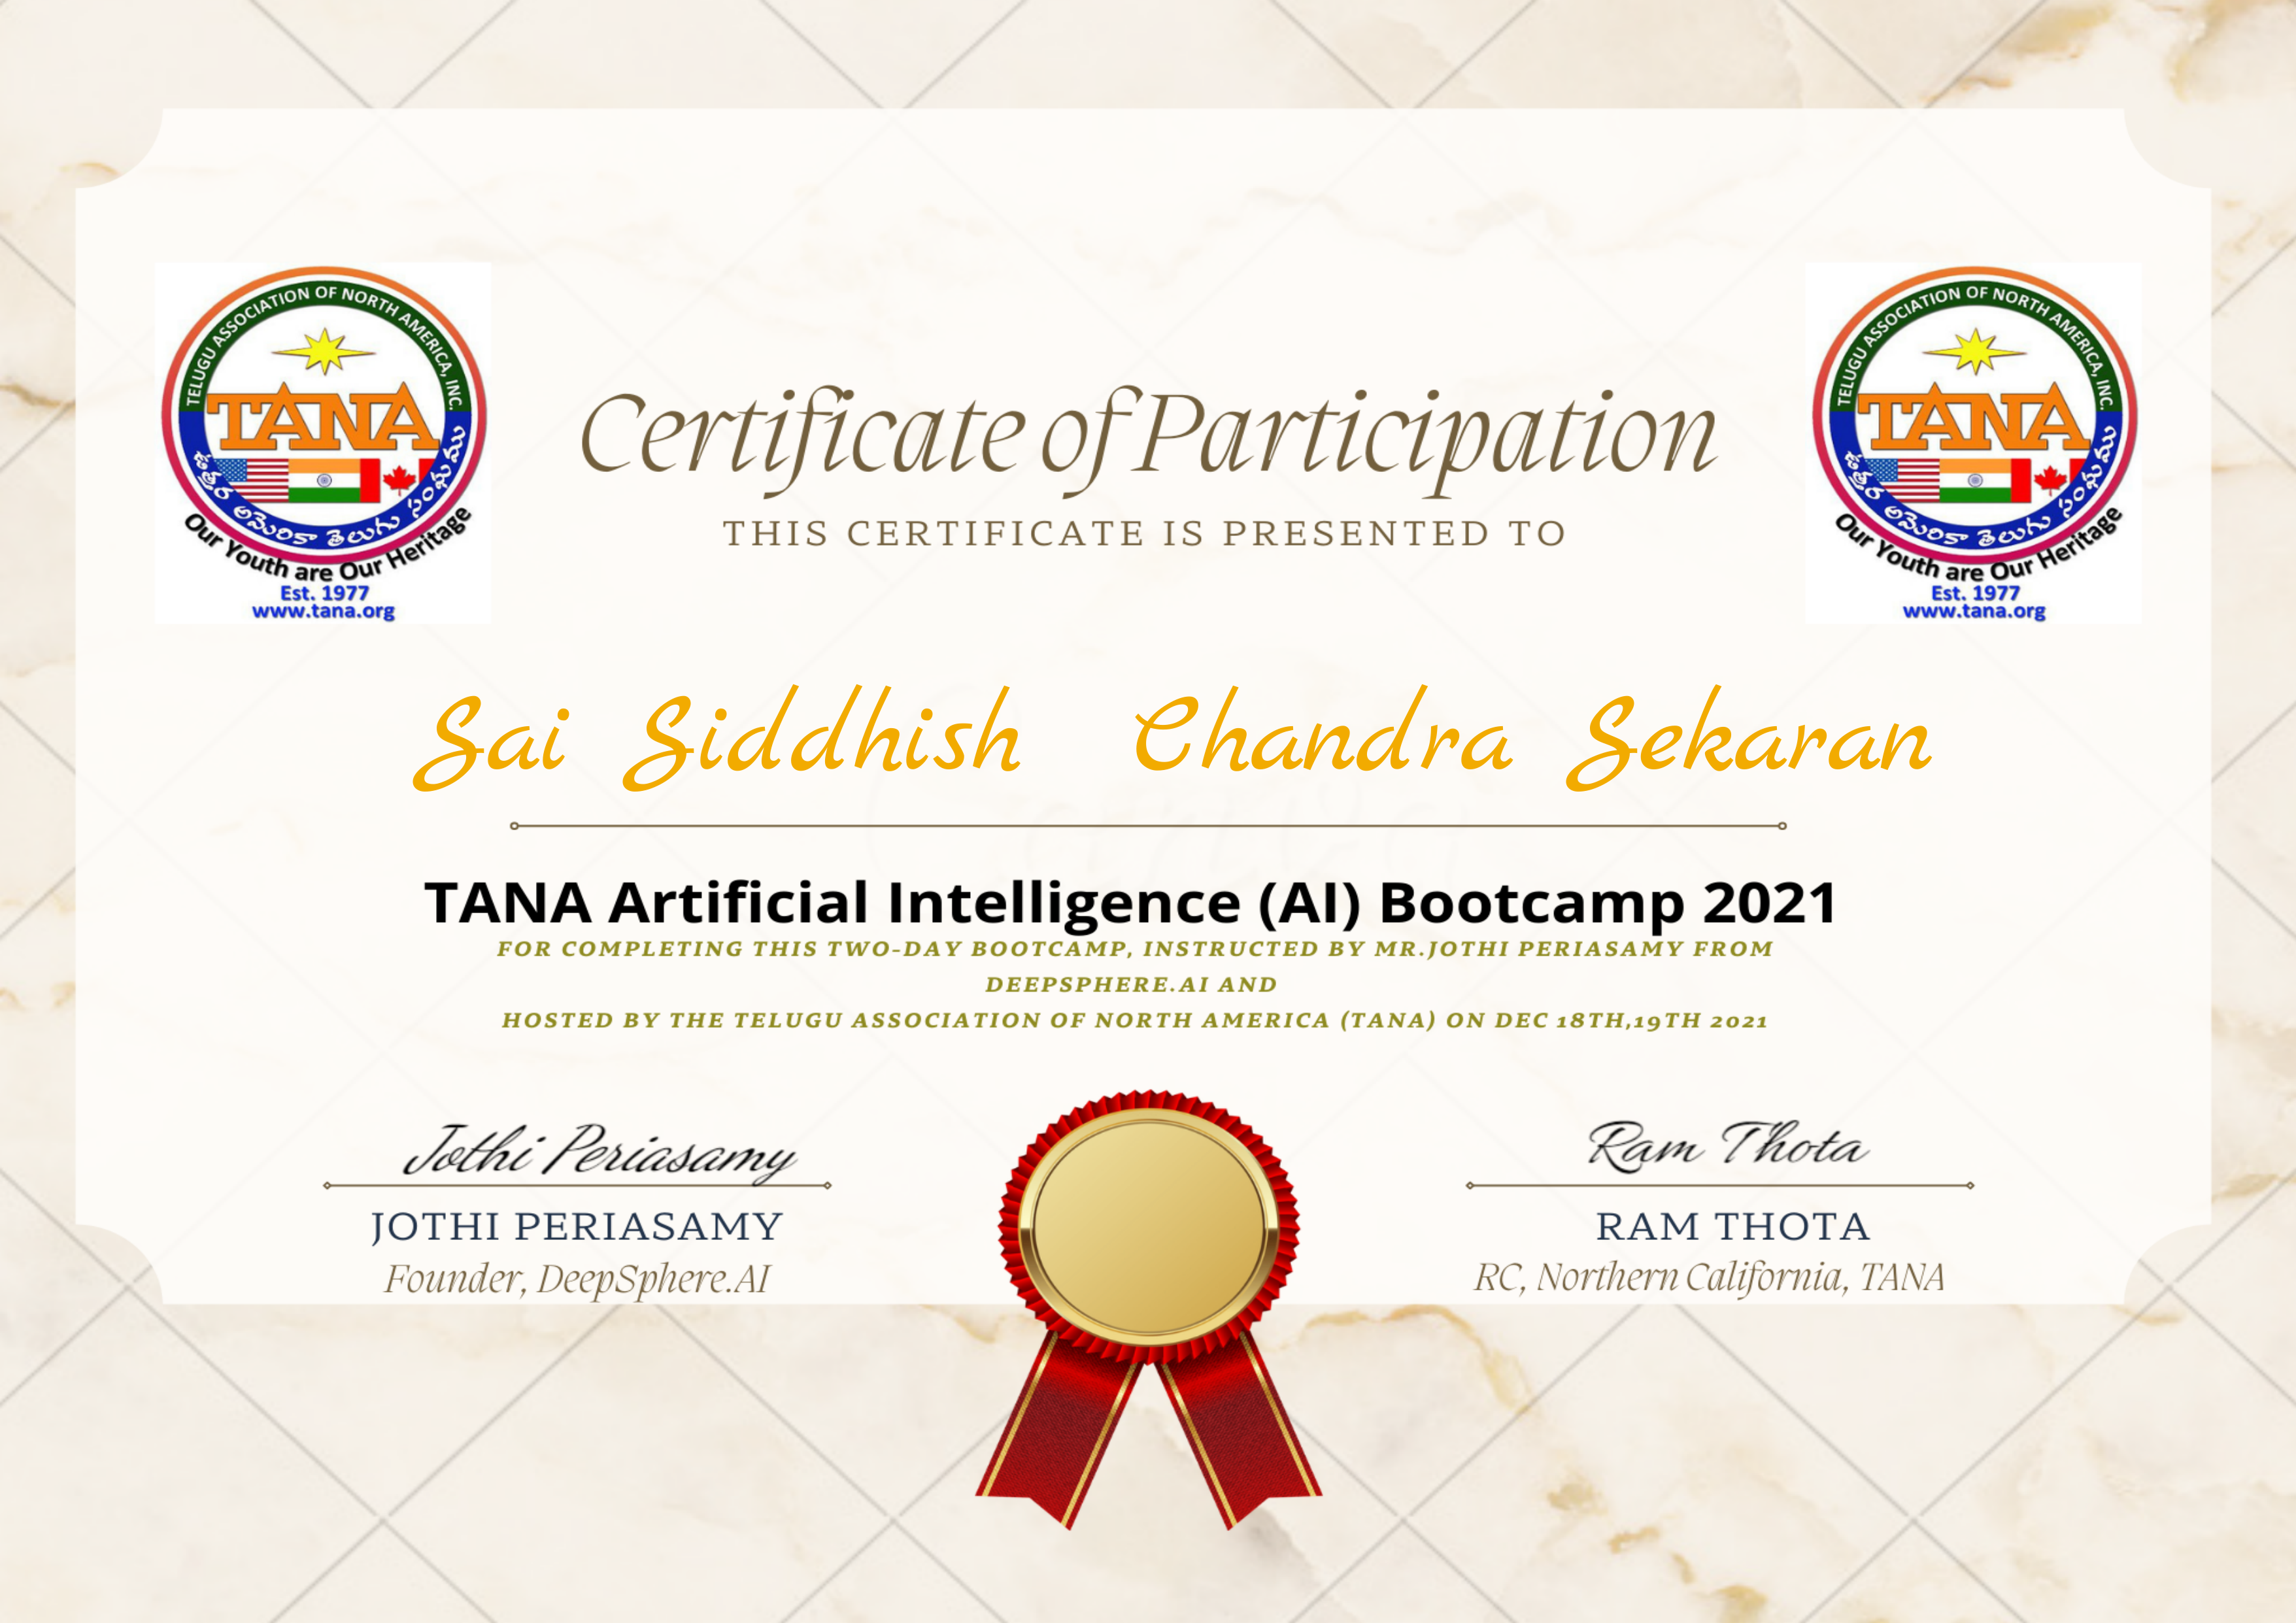 TELUGU ASSOCIATION OF NORTH AMERICA, INC.
TANA
ఉత్తర అమెరికా తెలుగు సంఘము
Our Youth are Our Heritage
Est. 1977
www.tana.org
TELUGU ASSOCIATION OF NORTH AMERICA, INC.
TANA
ఉత్తర అమెరికా తెలుగు సంఘము
Our Youth are Our Heritage
Est. 1977
www.tana.org
Certificate of Participation
THIS CERTIFICATE IS PRESENTED TO
Sai Siddhish Chandra Sekaran
TANA Artificial Intelligence (AI) Bootcamp 2021
FOR COMPLETING THIS TWO-DAY BOOTCAMP, INSTRUCTED BY MR.JOTHI PERIASAMY FROM
DEEPSPHERE.AI AND
HOSTED BY THE TELUGU ASSOCIATION OF NORTH AMERICA (TANA) ON DEC 18TH,19TH 2021
Jothi Periasamy
JOTHI PERIASAMY
Founder, DeepSphere.AI
Ram Thota
RAM THOTA
RC, Northern California, TANA